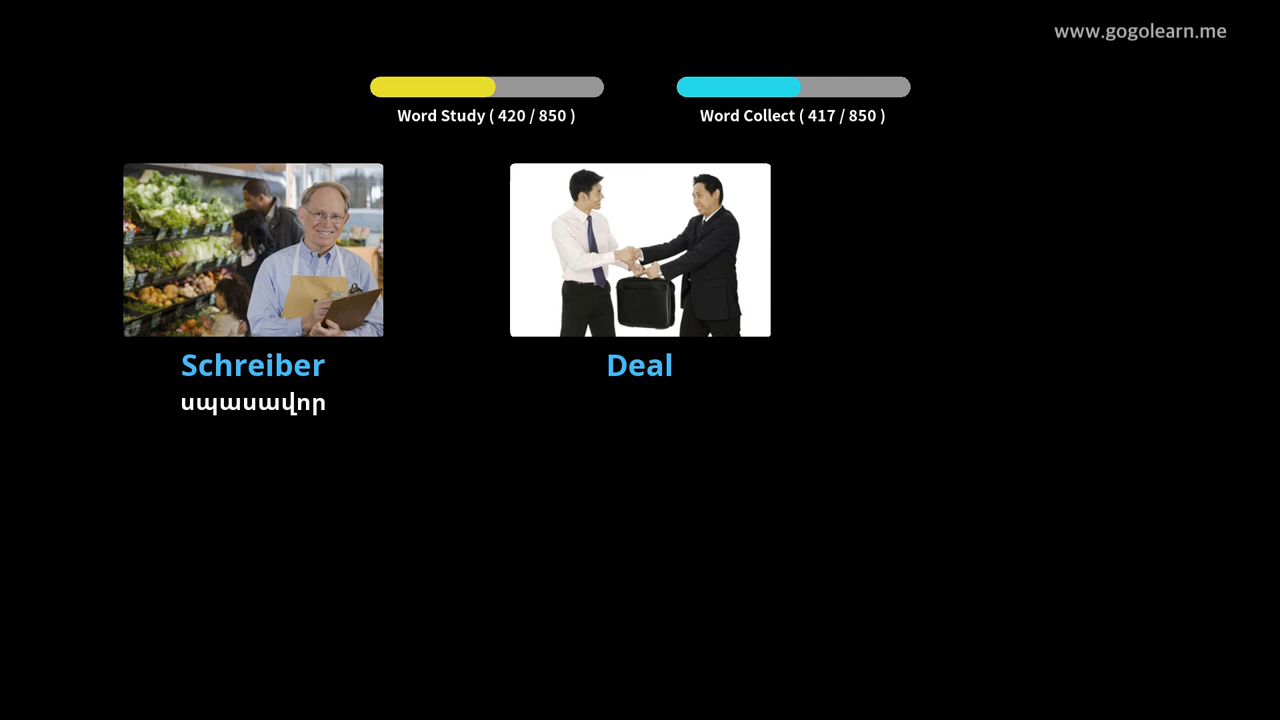 www.gogolearn.me
Word Study ( 420 / 850 )
Word Collect ( 417 / 850 )
Schreiber
սպասավոր
Deal